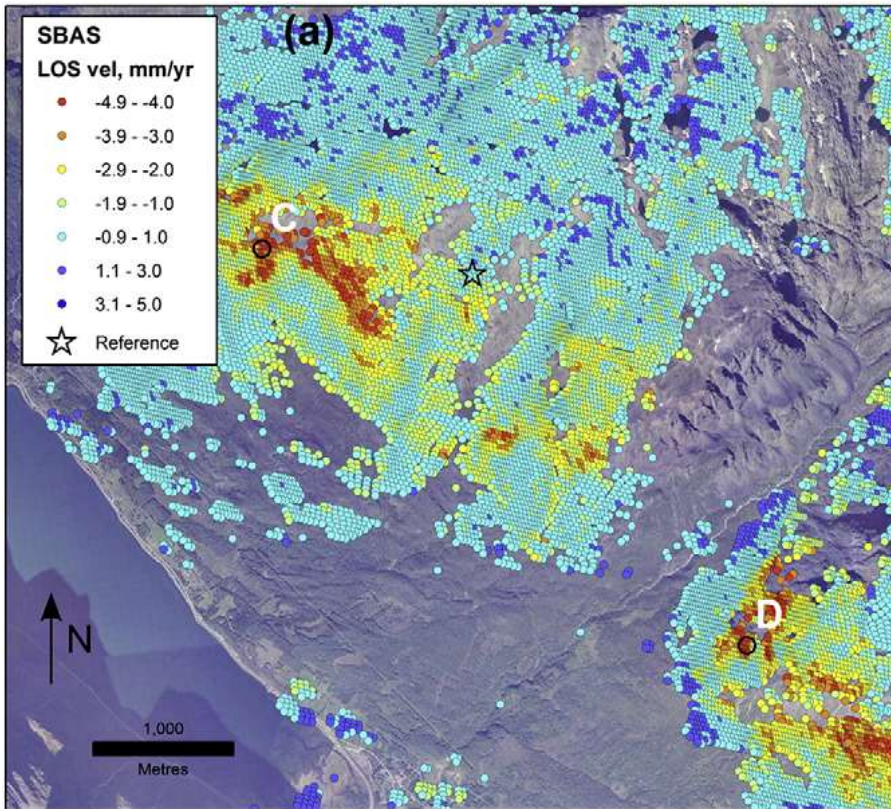 (a)
SBAS
LOS vel, mm/yr
-4.9 - -4.0
-3.9 - -3.0
-2.9 - -2.0
-1.9 - -1.0
-0.9 - 1.0
1.1 - 3.0
3.1 - 5.0
Reference
C
D
N
1,000
Metres